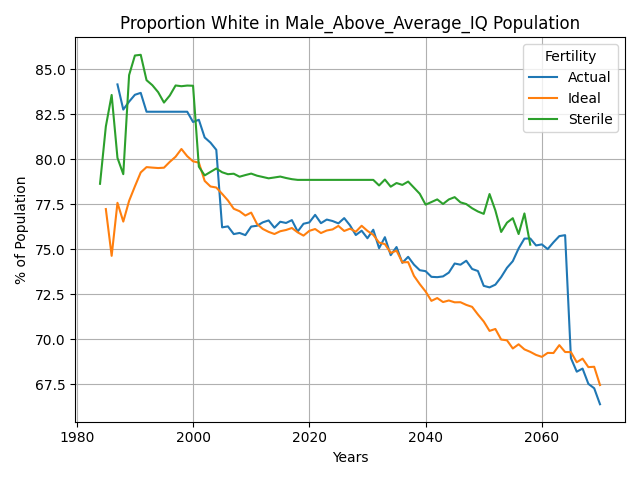 Proportion White in Male_Above_Average_IQ Population
Fertility
Actual
Ideal
Sterile
% of Population
85.0
82.5
80.0
77.5
75.0
72.5
70.0
67.5
1980
2000
2020
2040
2060
Years